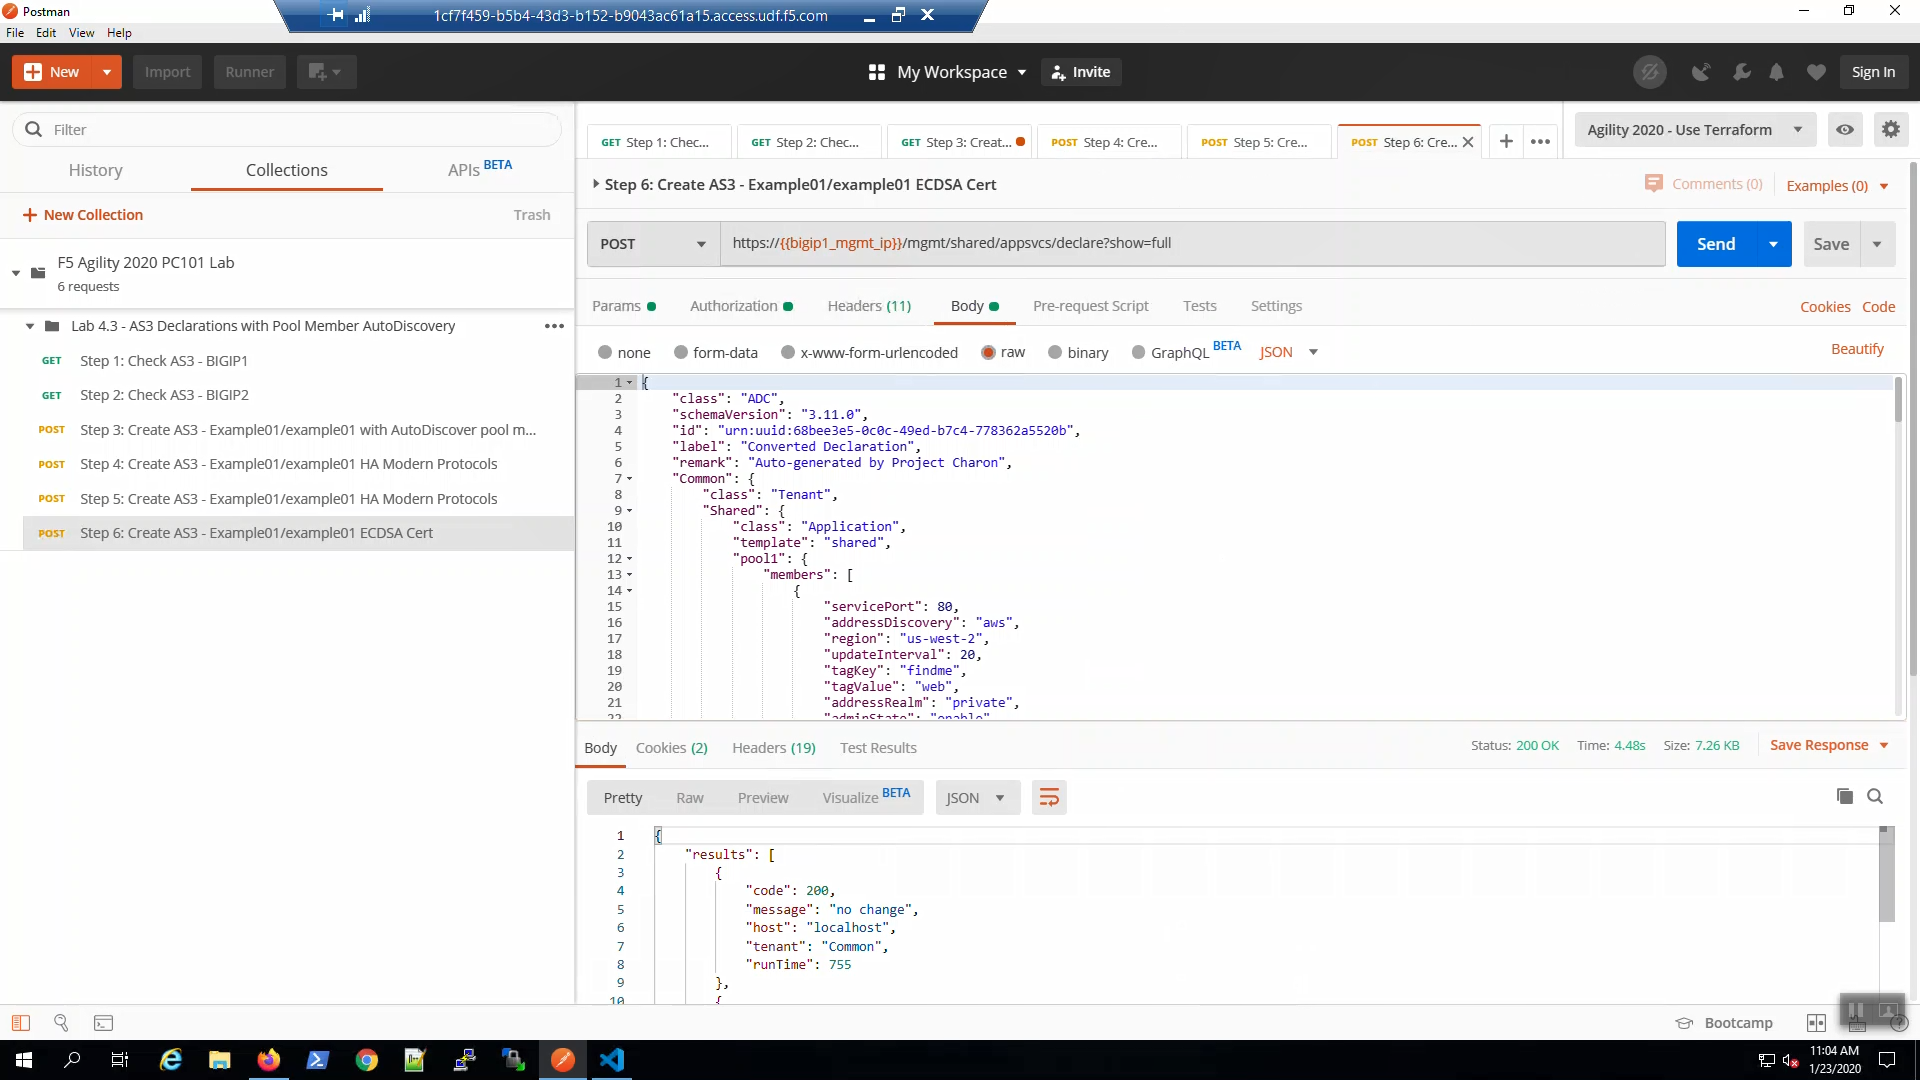 Postman
1cf7f459-b5b4-43d3-b152-b9043ac61a15.access.udf.f5.com
File Edit View Help
New Import Runner My Workspace Invite Sign In
Filter
History Collections APIs BETA
New Collection Trash
F5 Agility 2020 PC101 Lab
6 requests
Lab 4.3 - AS3 Declarations with Pool Member AutoDiscovery
GET Step 1: Check AS3 - BIGIP1
GET Step 2: Check AS3 - BIGIP2
POST Step 3: Create AS3 - Example01/example01 with AutoDiscover pool m...
POST Step 4: Create AS3 - Example01/example01 HA Modern Protocols
POST Step 5: Create AS3 - Example01/example01 HA Modern Protocols
POST Step 6: Create AS3 - Example01/example01 ECDSA Cert
GET Step 1: Chec... GET Step 2: Chec... GET Step 3: Creat... POST Step 4: Cre... POST Step 5: Cre... POST Step 6: Cre...
Agility 2020 - Use Terraform
Step 6: Create AS3 - Example01/example01 ECDSA Cert Comments (0) Examples (0)
POST https://{{bigip1_mgmt_ip}}/mgmt/shared/appsvcs/declare?show=full Send Save
Params Authorization Headers (11) Body Pre-request Script Tests Settings Cookies Code
none form-data x-www-form-urlencoded raw binary GraphQL BETA JSON Beautify
1 {
2 "class": "ADC",
3 "schemaVersion": "3.11.0",
4 "id": "urn:uuid:68bee3e5-0c0c-49ed-b7c4-778362a5520b",
5 "label": "Converted Declaration",
6 "remark": "Auto-generated by Project Charon",
7 "Common": {
8 "class": "Tenant",
9 "Shared": {
10 "class": "Application",
11 "template": "shared",
12 "pool1": {
13 "members": [
14 {
15 "servicePort": 80,
16 "addressDiscovery": "aws",
17 "region": "us-west-2",
18 "updateInterval": 20,
19 "tagKey": "findme",
20 "tagValue": "web",
21 "addressRealm": "private",
22 "adminState": "enable"
Body Cookies (2) Headers (19) Test Results Status: 200 OK Time: 4.48s Size: 7.26 KB Save Response
Pretty Raw Preview Visualize BETA JSON
1 {
2 "results": [
3 {
4 "code": 200,
5 "message": "no change",
6 "host": "localhost",
7 "tenant": "Common",
8 "runTime": 755
9 },
10 {
Bootcamp
11:04 AM
1/23/2020